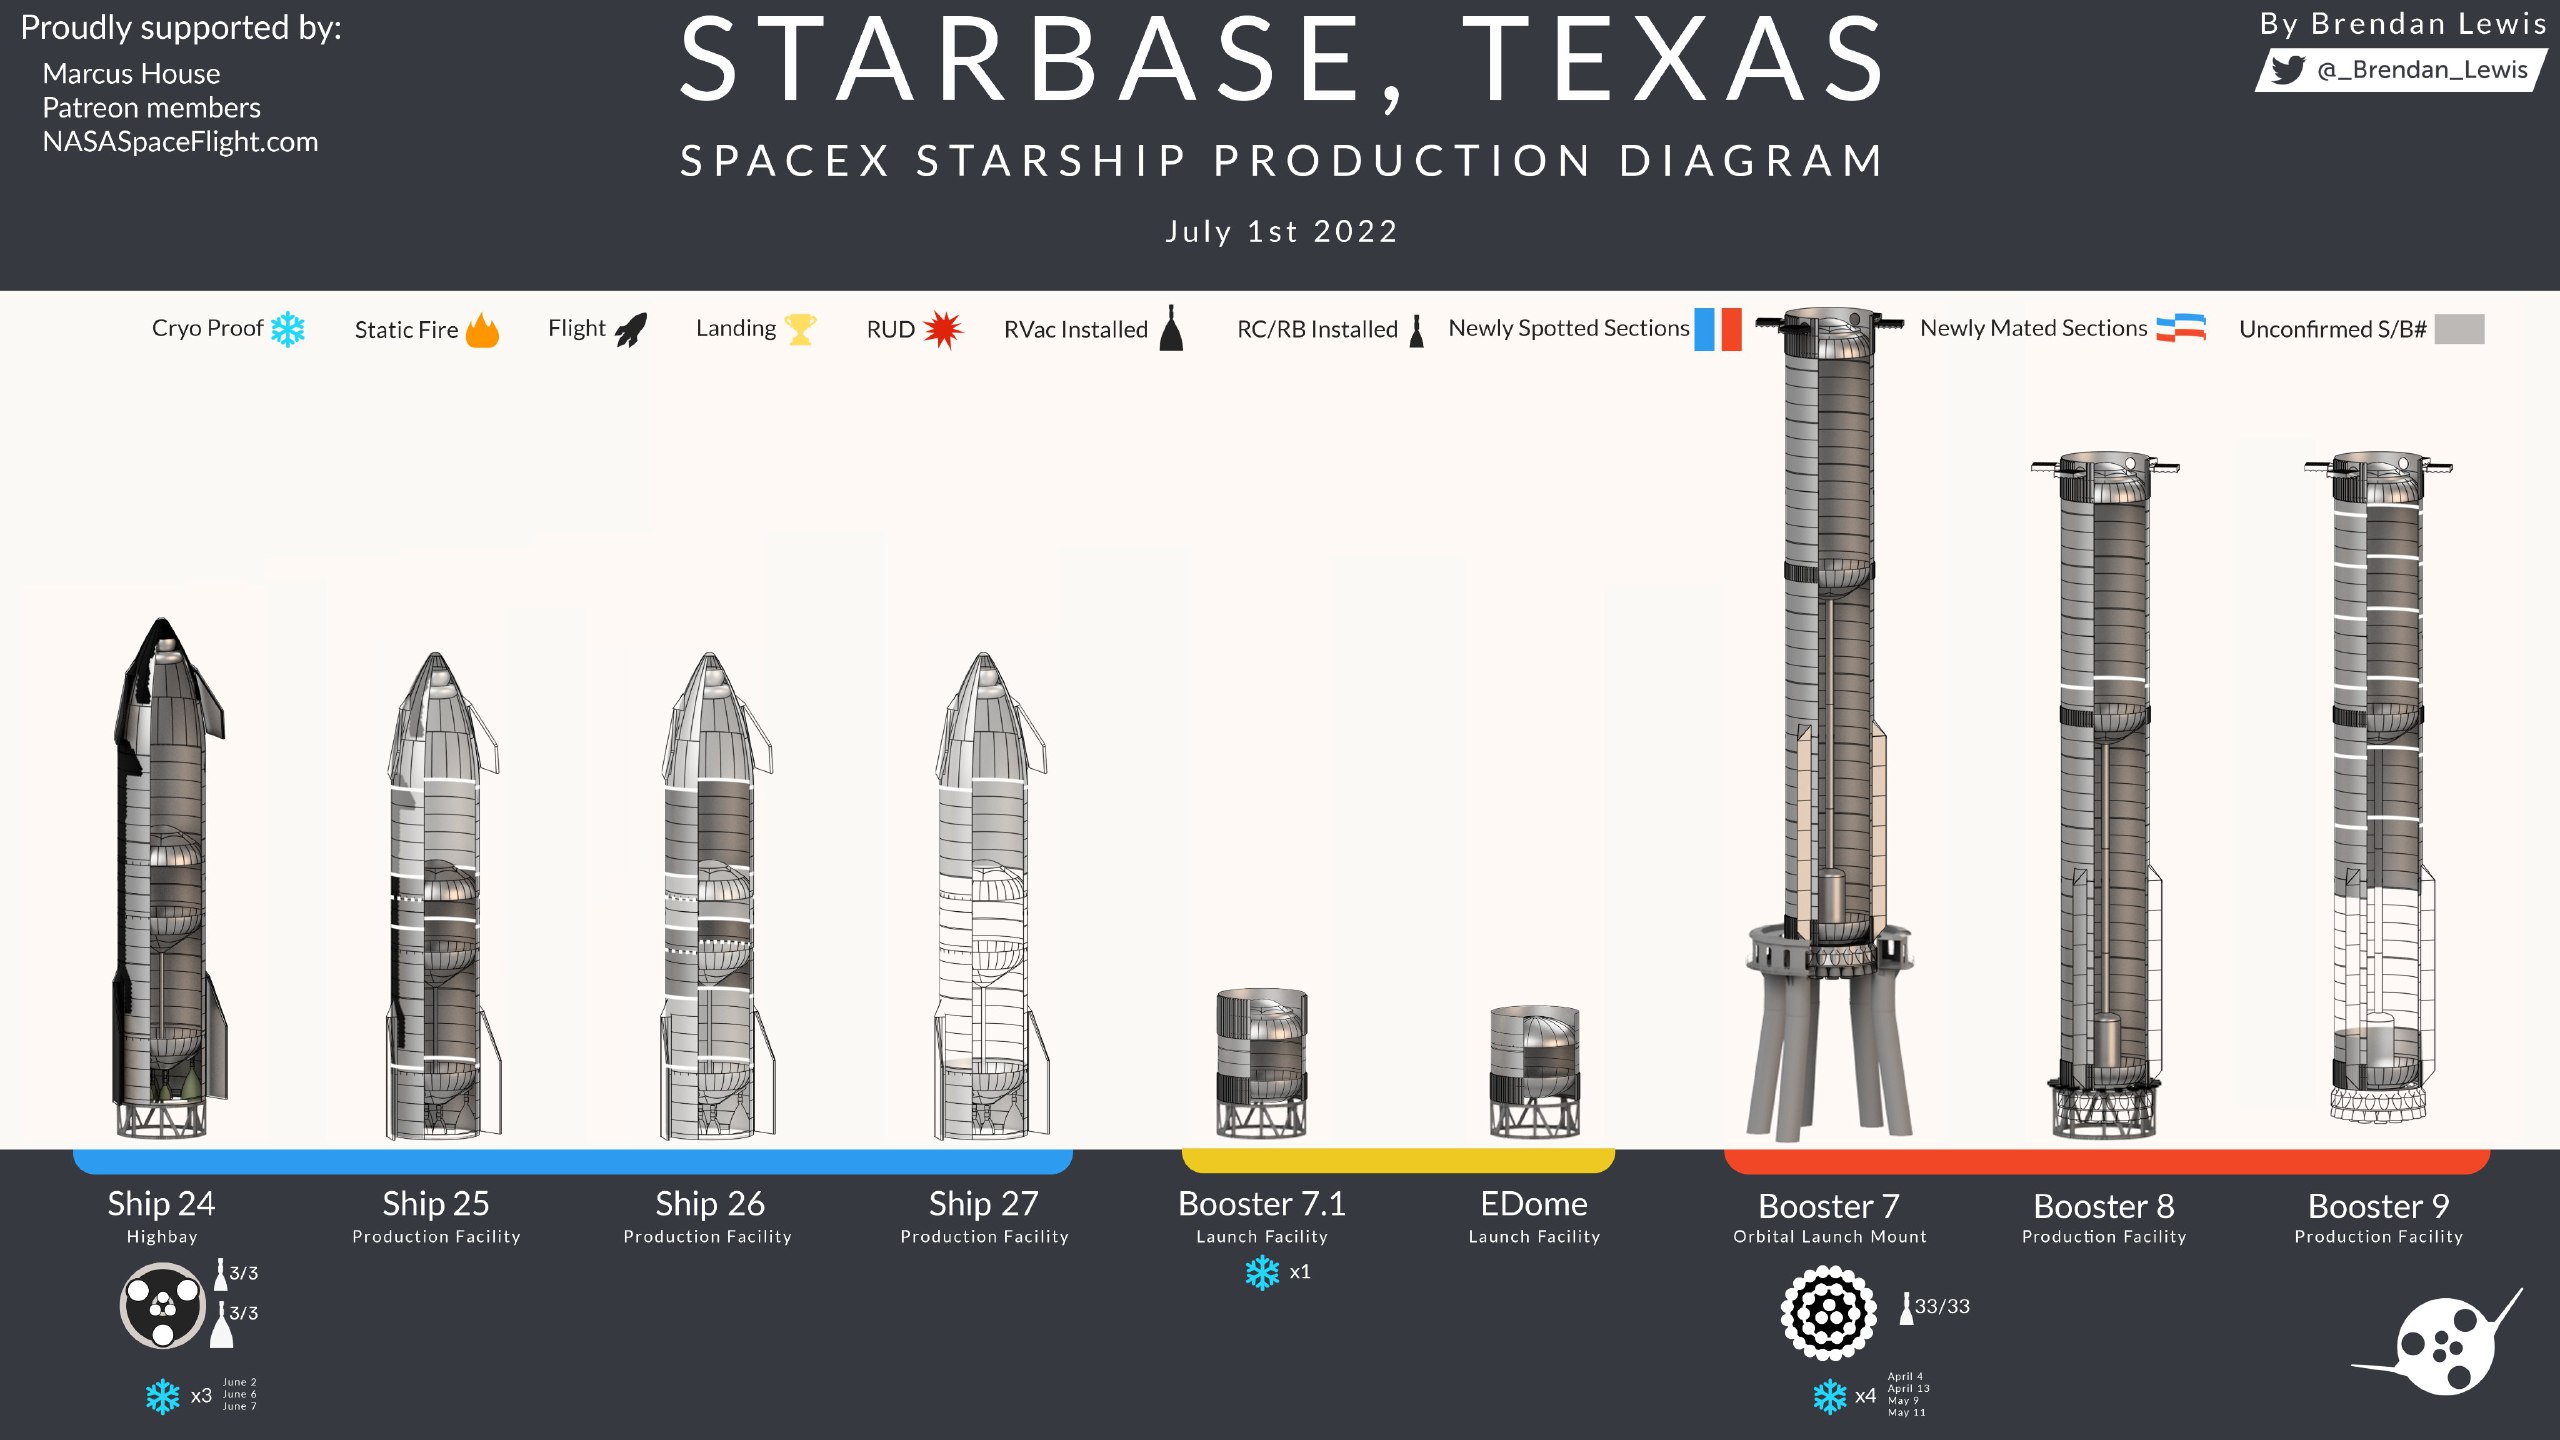 Proudly supported by:
Marcus House
Patreon members
NASASpaceFlight.com
STARBASE, TEXAS
SPACEX STARSHIP PRODUCTION DIAGRAM
July 1st 2022
By Brendan Lewis
@_Brendan_Lewis
Cryo Proof
Static Fire
Flight
Landing
RUD
RVac Installed
RC/RB Installed
Newly Spotted Sections
Newly Mated Sections
Unconfirmed S/B#
Ship 24
Highbay
3/3
3/3
x3
June 2
June 6
June 7
Ship 25
Production Facility
Ship 26
Production Facility
Ship 27
Production Facility
Booster 7.1
Launch Facility
x1
EDome
Launch Facility
Booster 7
Orbital Launch Mount
33/33
x4
April 4
April 13
May 9
May 11
Booster 8
Production Facility
Booster 9
Production Facility